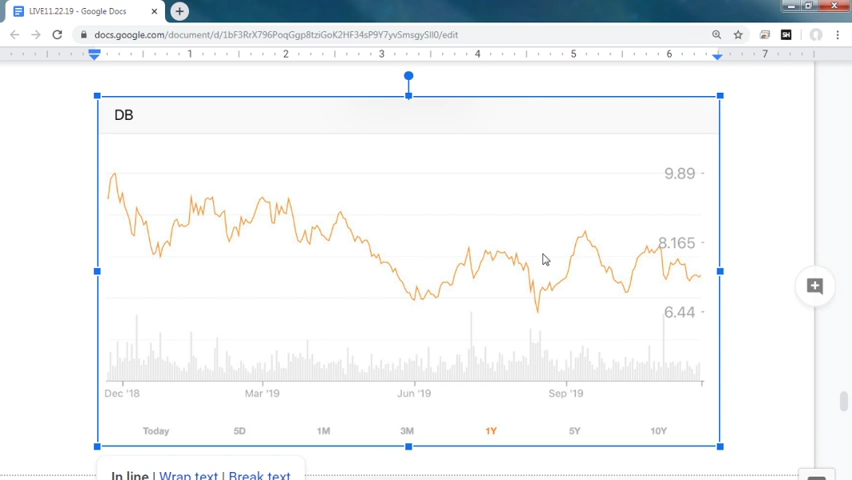 LIVE11.22.19 - Google Docs
docs.google.com/document/d/1bF3RrX796PoqGgp8tziGoK2HF34sP9Y7yvSmsgySII0/edit
1 2 3 4 5 6 7
DB
9.89
8.165
6.44
Dec '18 Mar '19 Jun '19 Sep '19
Today 5D 1M 3M 1Y 5Y 10Y
In line | Wrap text | Break text